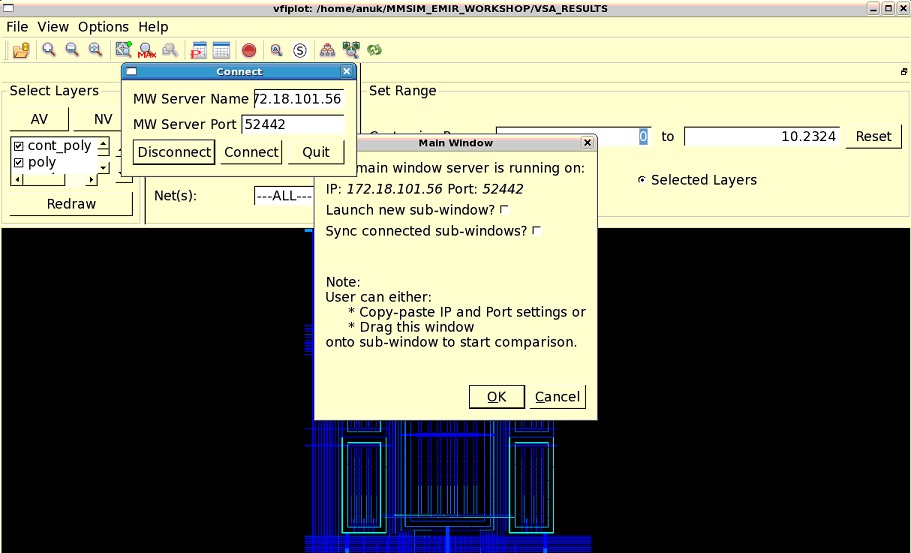 vfiplot: /home/anuk/MMSIM_EMIR_WORKSHOP/VSA_RESULTS
File View Options Help
MAX
S
Connect
Select Layers
Set Range
MW Server Name 72.18.101.56
AV NV
MW Server Port 52442
0 to 10.2324 Reset
Main Window
cont_poly
poly
Disconnect Connect Quit
main window server is running on:
IP: 172.18.101.56 Port: 52442
Selected Layers
Net(s): ---ALL---
Redraw
Launch new sub-window?
Sync connected sub-windows?
Note:
User can either:
* Copy-paste IP and Port settings or
* Drag this window
onto sub-window to start comparison.
OK Cancel